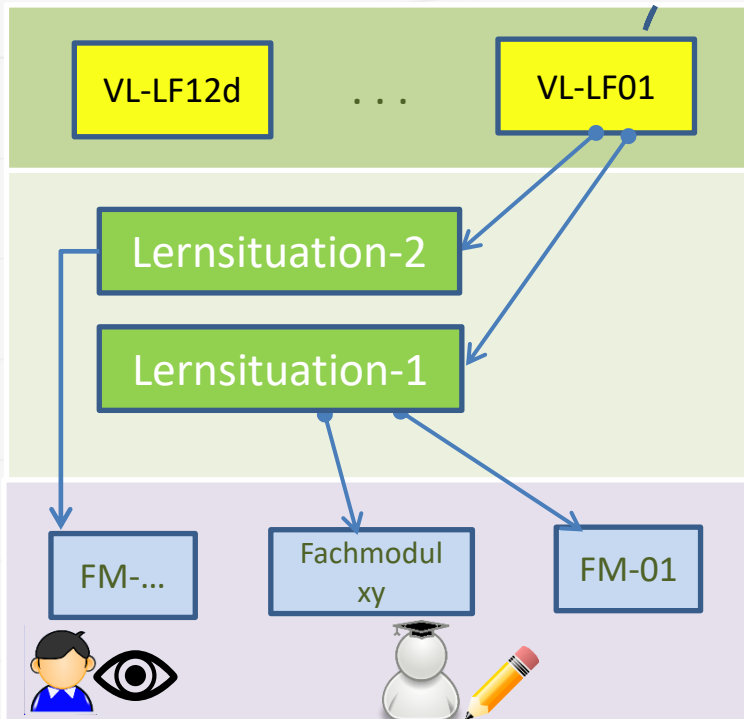 VL-LF12d
. . .
VL-LF01
Lernsituation-2
Lernsituation-1
FM-...
Fachmodul
xy
FM-01